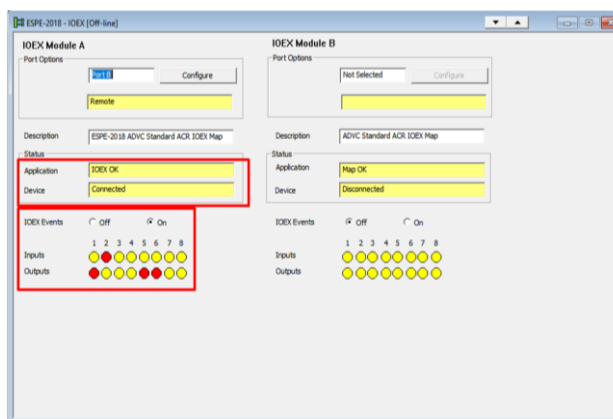 ESPE-2018 - IOEX [Off-line]
IOEX Module A
Port Options
Port B Configure
Remote
Description ESPE-2018 ADVC Standard ACR IOEX Map
Status
Application IOEX OK
Device Connected
IOEX Events Off On
1 2 3 4 5 6 7 8
Inputs
Outputs
IOEX Module B
Port Options
Not Selected Configure
Description ADVC Standard ACR IOEX Map
Status
Application Map OK
Device Disconnected
IOEX Events Off On
1 2 3 4 5 6 7 8
Inputs
Outputs